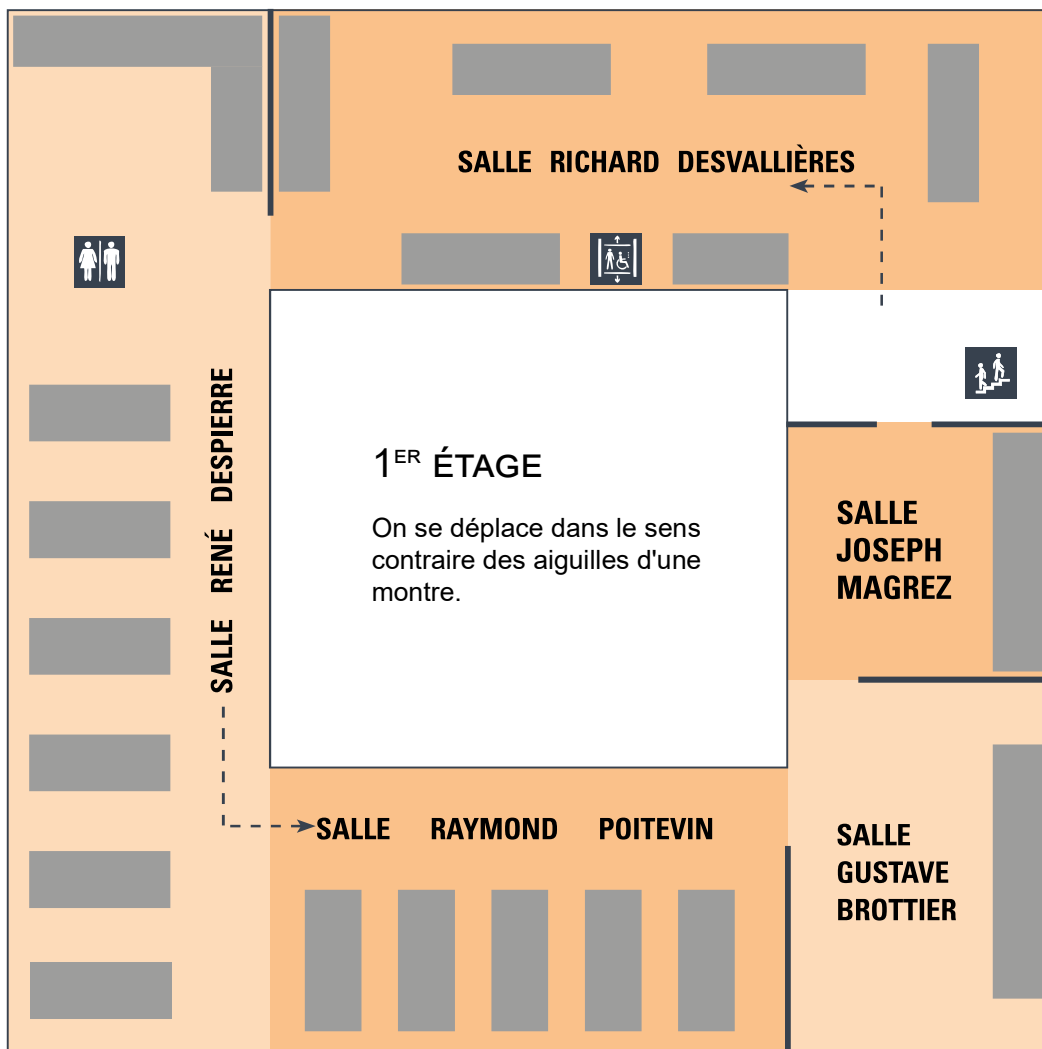 SALLE RICHARD DESVALLIÈRES
SALLE RENÉ DESPIERRE
1ER ÉTAGE
On se déplace dans le sens
contraire des aiguilles d'une
montre.
SALLE
JOSEPH
MAGREZ
SALLE RAYMOND POITEVIN
SALLE
GUSTAVE
BROTTIER